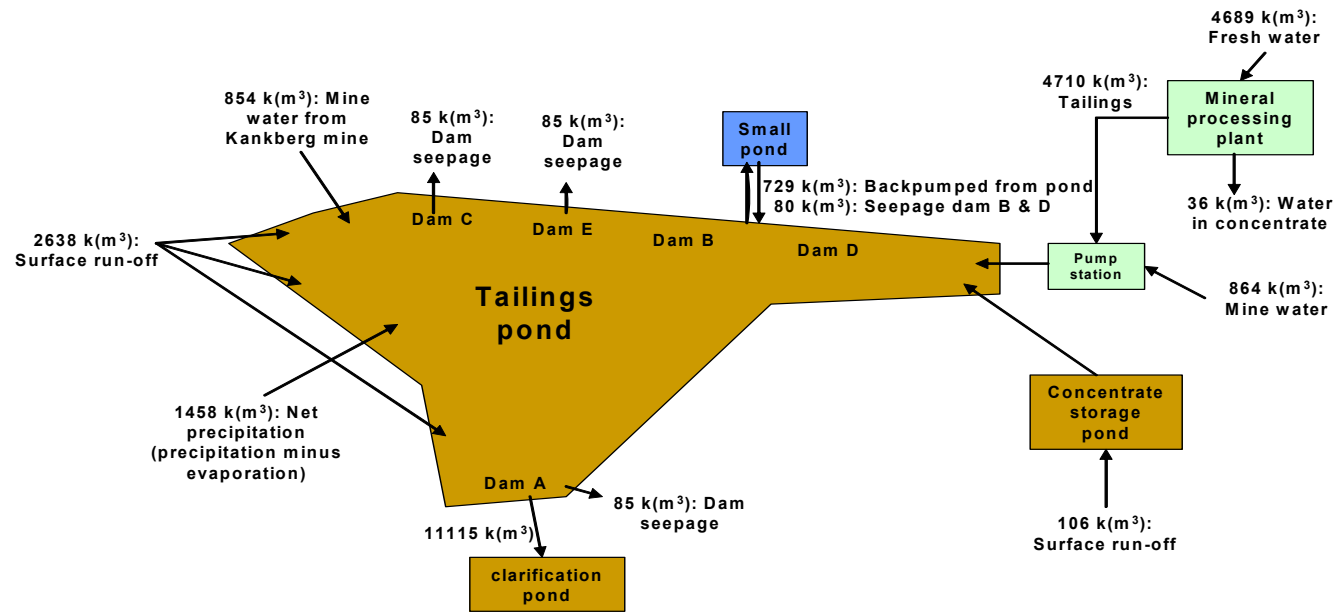 4689 k(m³):
Fresh water
4710 k(m³):
Tailings
Mineral
processing
plant
854 k(m³): Mine
water from
Kankberg mine
85 k(m³):
Dam
seepage
85 k(m³):
Dam
seepage
Small
pond
729 k(m³): Backpumped from pond
80 k(m³): Seepage dam B & D
36 k(m³): Water
in concentrate
Dam C
Dam E
Dam B
Dam D
2638 k(m³):
Surface run-off
Pump
station
864 k(m³):
Mine water
Tailings
pond
1458 k(m³): Net
precipitation
(precipitation minus
evaporation)
Concentrate
storage
pond
Dam A
85 k(m³): Dam
seepage
11115 k(m³)
106 k(m³):
Surface run-off
clarification
pond